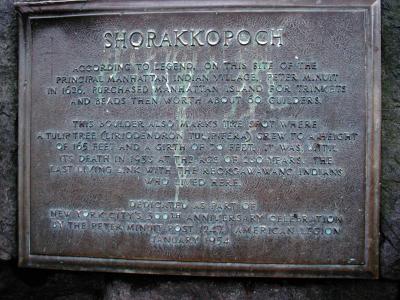 SHORAKKOPOCH
ACCORDING TO LEGEND, ON THIS SITE OF THE
PRINCIPAL MANHATTAN INDIAN VILLAGE, PETER MINUIT
IN 1626, PURCHASED MANHATTAN ISLAND FOR TRINKETS
AND BEADS THEN WORTH ABOUT 60 GUILDERS.
THIS BOULDER ALSO MARKS THE SPOT WHERE
A TULIP TREE (LIRIODENDRON TULIPIFERA) GREW TO A HEIGHT
OF 165 FEET AND A GIRTH OF 20 FEET. IT WAS, UNTIL
ITS DEATH IN 1933 AT THE AGE OF 280 YEARS, THE
LAST LIVING LINK WITH THE RECKGAWAWANC INDIANS
WHO LIVED HERE.
DEDICATED AS PART OF
NEW YORK CITY'S 300TH ANNIVERSARY CELEBRATION
BY THE PETER MINUIT POST 1247, AMERICAN LEGION
JANUARY 1954